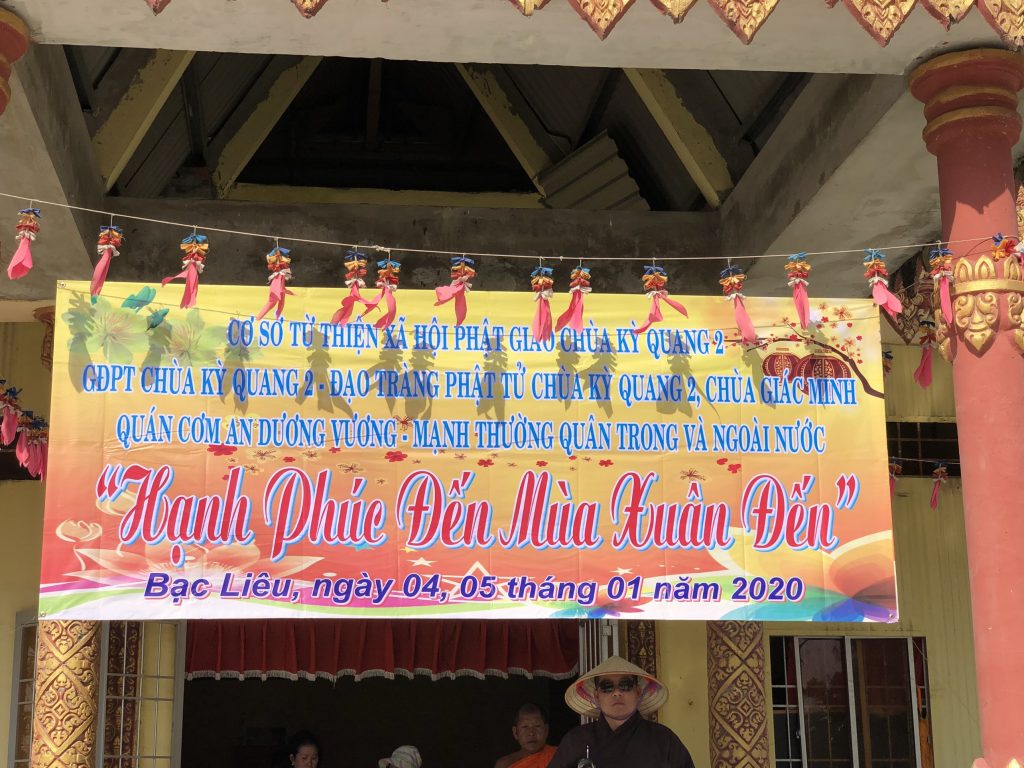 CƠ SỞ TỪ THIỆN XÃ HỘI PHẬT GIÁO CHÙA KỲ QUANG 2
GĐPT CHÙA KỲ QUANG 2 - ĐẠO TRÀNG PHẬT TỬ CHÙA KỲ QUANG 2, CHÙA GIÁC MINH
QUÁN CƠM AN DƯƠNG VƯƠNG - MẠNH THƯỜNG QUÂN TRONG VÀ NGOÀI NƯỚC
“Hạnh Phúc Đến Mùa Xuân Đến”
Bạc Liêu, ngày 04, 05 tháng 01 năm 2020